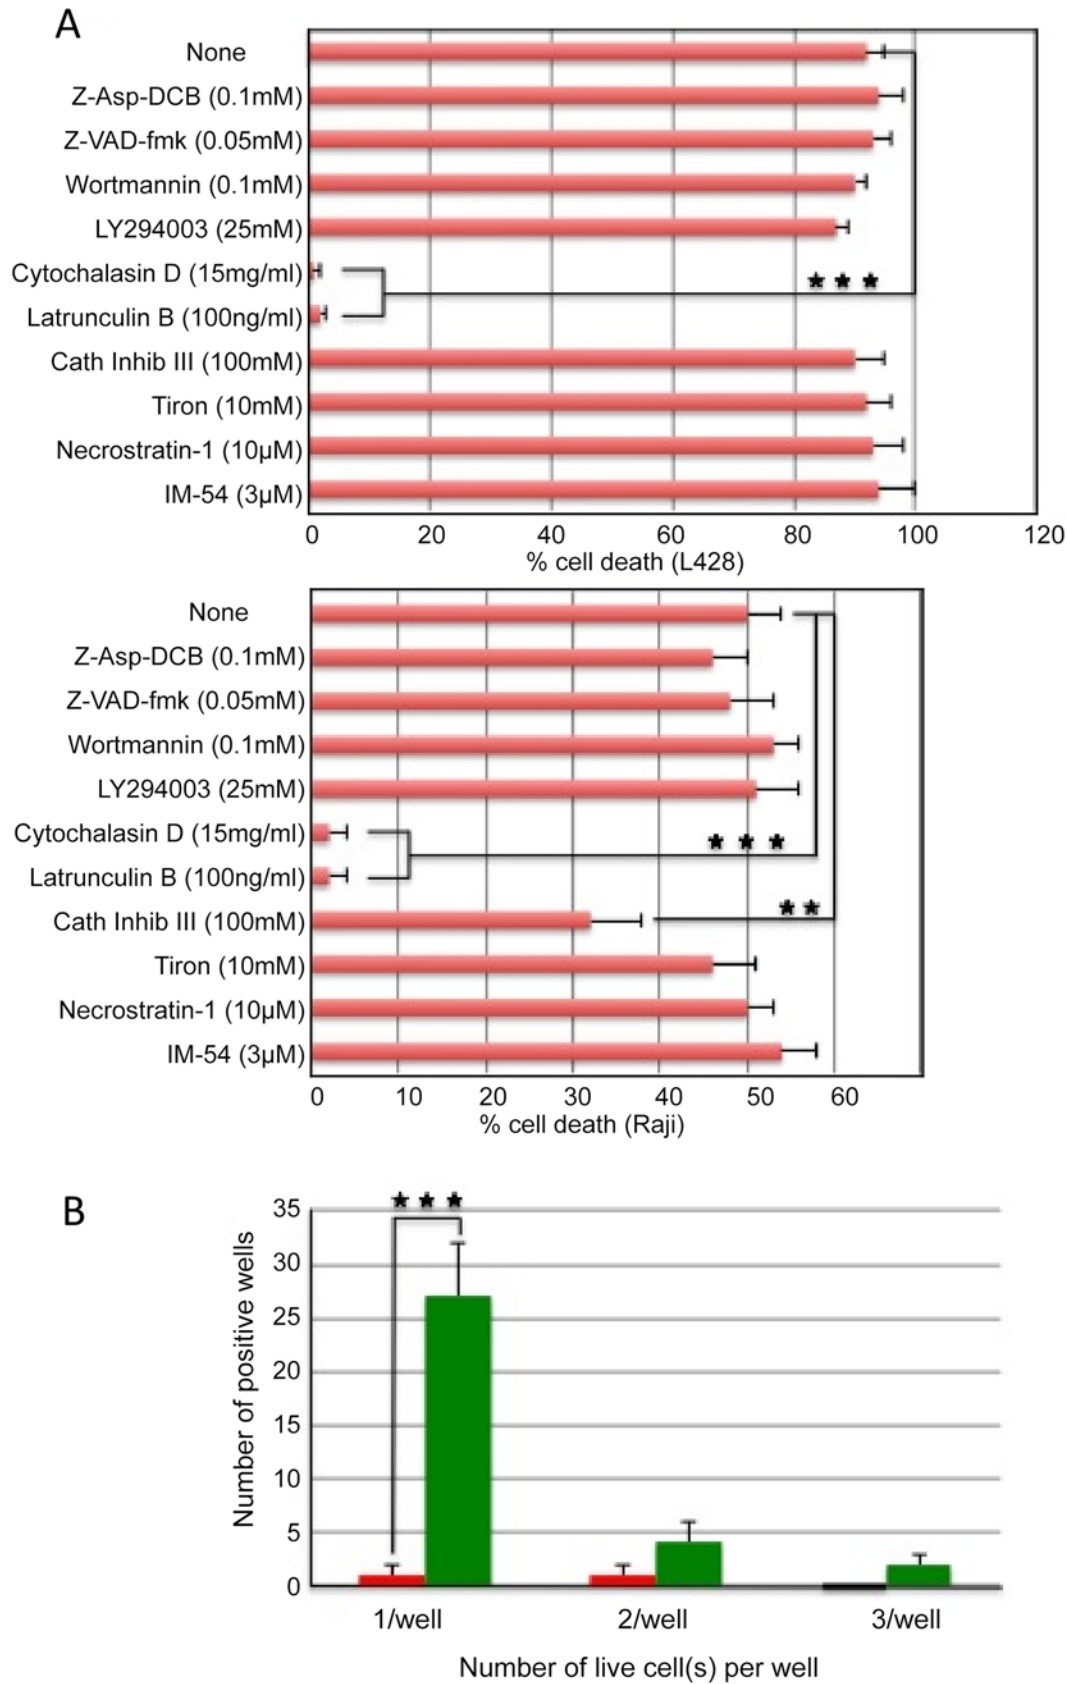 A
None
Z-Asp-DCB (0.1mM)
Z-VAD-fmk (0.05mM)
Wortmannin (0.1mM)
LY294003 (25mM)
Cytochalasin D (15mg/ml)
★ ★ ★
Latrunculin B (100ng/ml)
Cath Inhib III (100mM)
Tiron (10mM)
Necrostratin-1 (10µM)
IM-54 (3µM)
0 20 40 60 80 100 120
% cell death (L428)
None
Z-Asp-DCB (0.1mM)
Z-VAD-fmk (0.05mM)
Wortmannin (0.1mM)
LY294003 (25mM)
Cytochalasin D (15mg/ml)
★ ★ ★
Latrunculin B (100ng/ml)
Cath Inhib III (100mM)
★ ★
Tiron (10mM)
Necrostratin-1 (10µM)
IM-54 (3µM)
0 10 20 30 40 50 60
% cell death (Raji)
B
★ ★ ★
Number of positive wells
35
30
25
20
15
10
5
0
1/well 2/well 3/well
Number of live cell(s) per well